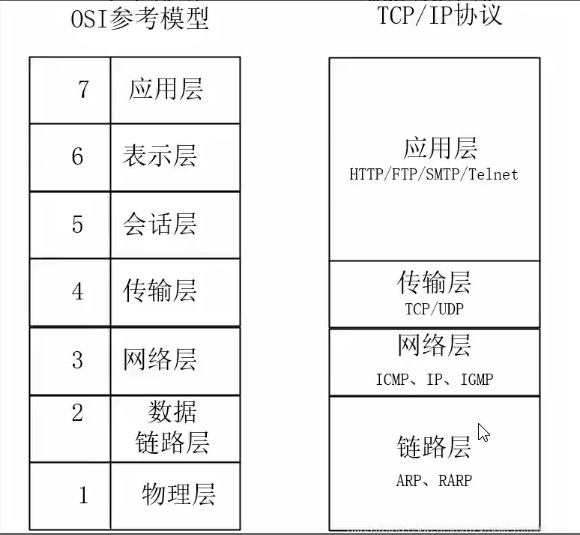 OSI参考模型
TCP/IP协议
7 应用层
6 表示层
5 会话层
4 传输层
3 网络层
2 数据
链路层
1 物理层
应用层
HTTP/FTP/SMTP/Telnet
传输层
TCP/UDP
网络层
ICMP、IP、IGMP
链路层
ARP、RARP